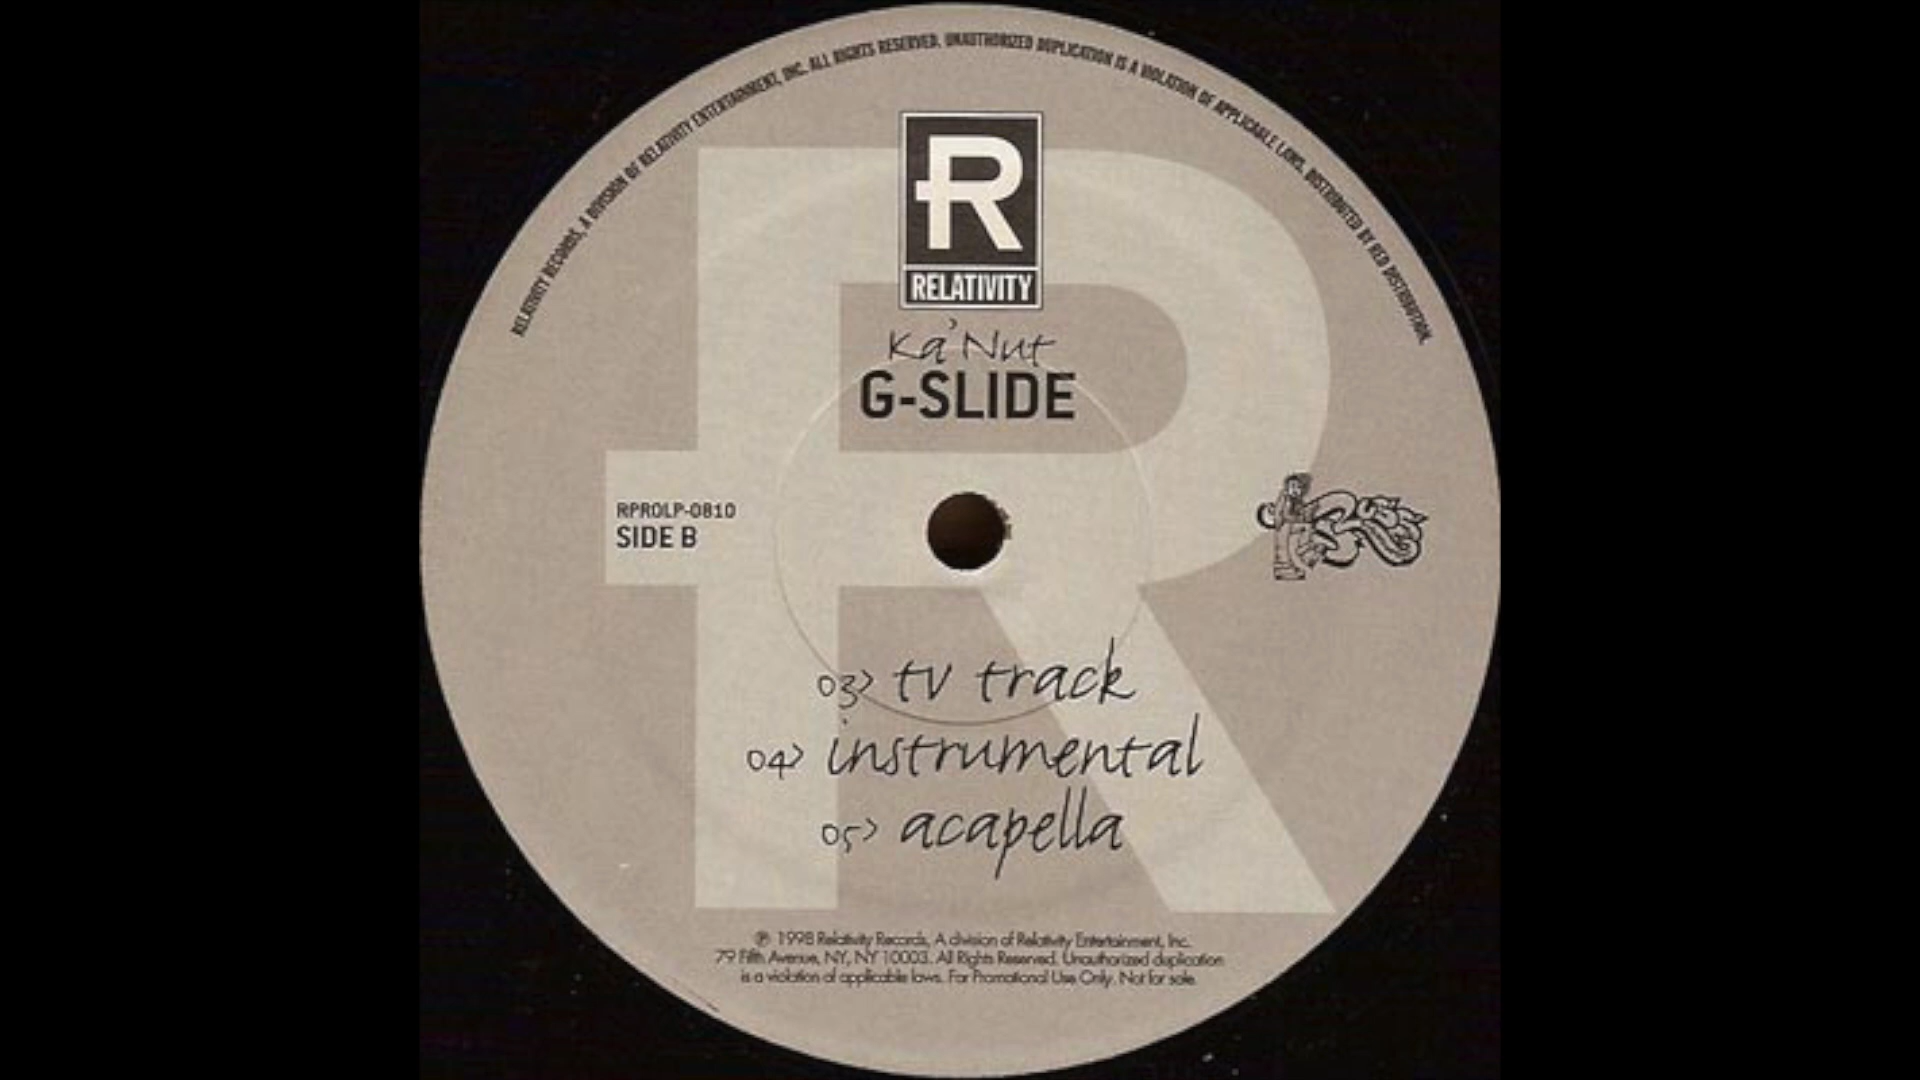 RELATIVITY RECORDS, A DIVISION OF RELATIVITY ENTERTAINMENT, INC. ALL RIGHTS RESERVED. UNAUTHORIZED DUPLICATION IS A VIOLATION OF APPLICABLE LAWS. DISTRIBUTED BY RED DISTRIBUTION.
R
RELATIVITY
Ka'Nut
G-SLIDE
RPROLP-0810
SIDE B
03> tv track
04> instrumental
05> acapella
℗ 1998 Relativity Records, A division of Relativity Entertainment, Inc.
79 Fifth Avenue, NY, NY 10003. All Rights Reserved. Unauthorized duplication
is a violation of applicable laws. For Promotional Use Only. Not for sale.